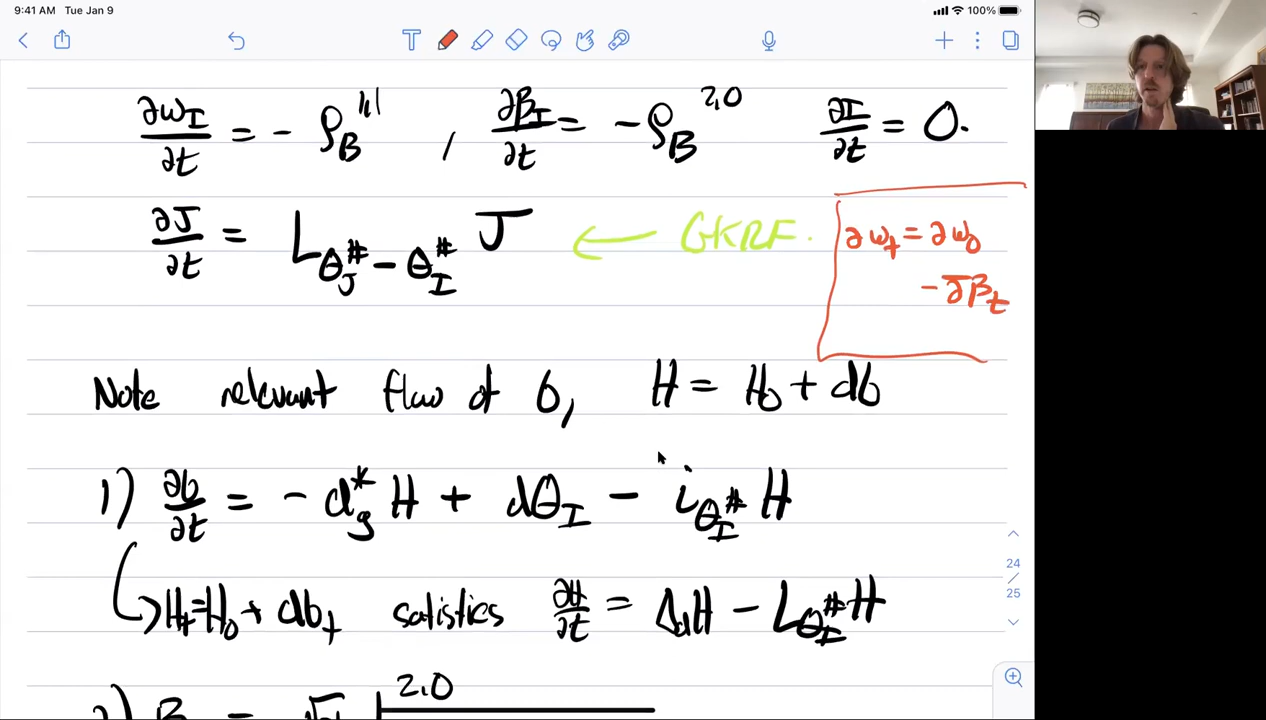 9:41 AM Tue Jan 9
100%
T
∂ω_I/∂t = - ρ_B^{1,1} , ∂β_I/∂t = - ρ_B^{2,0} ∂I/∂t = 0.
∂J/∂t = L_{θ_J^# - θ_I^#} J ← GKRF.
∂ω_t = ∂ω_0
- ∂̄β_t
Note relevant flow of b, H = H_0 + db
1) ∂b/∂t = - d_g^* H + dθ_I - i_{θ_I^#} H
↳ H_t = H_0 + db_t satisfies ∂H/∂t = Δ_d H - L_{θ_I^#} H
24
/
25
2,0